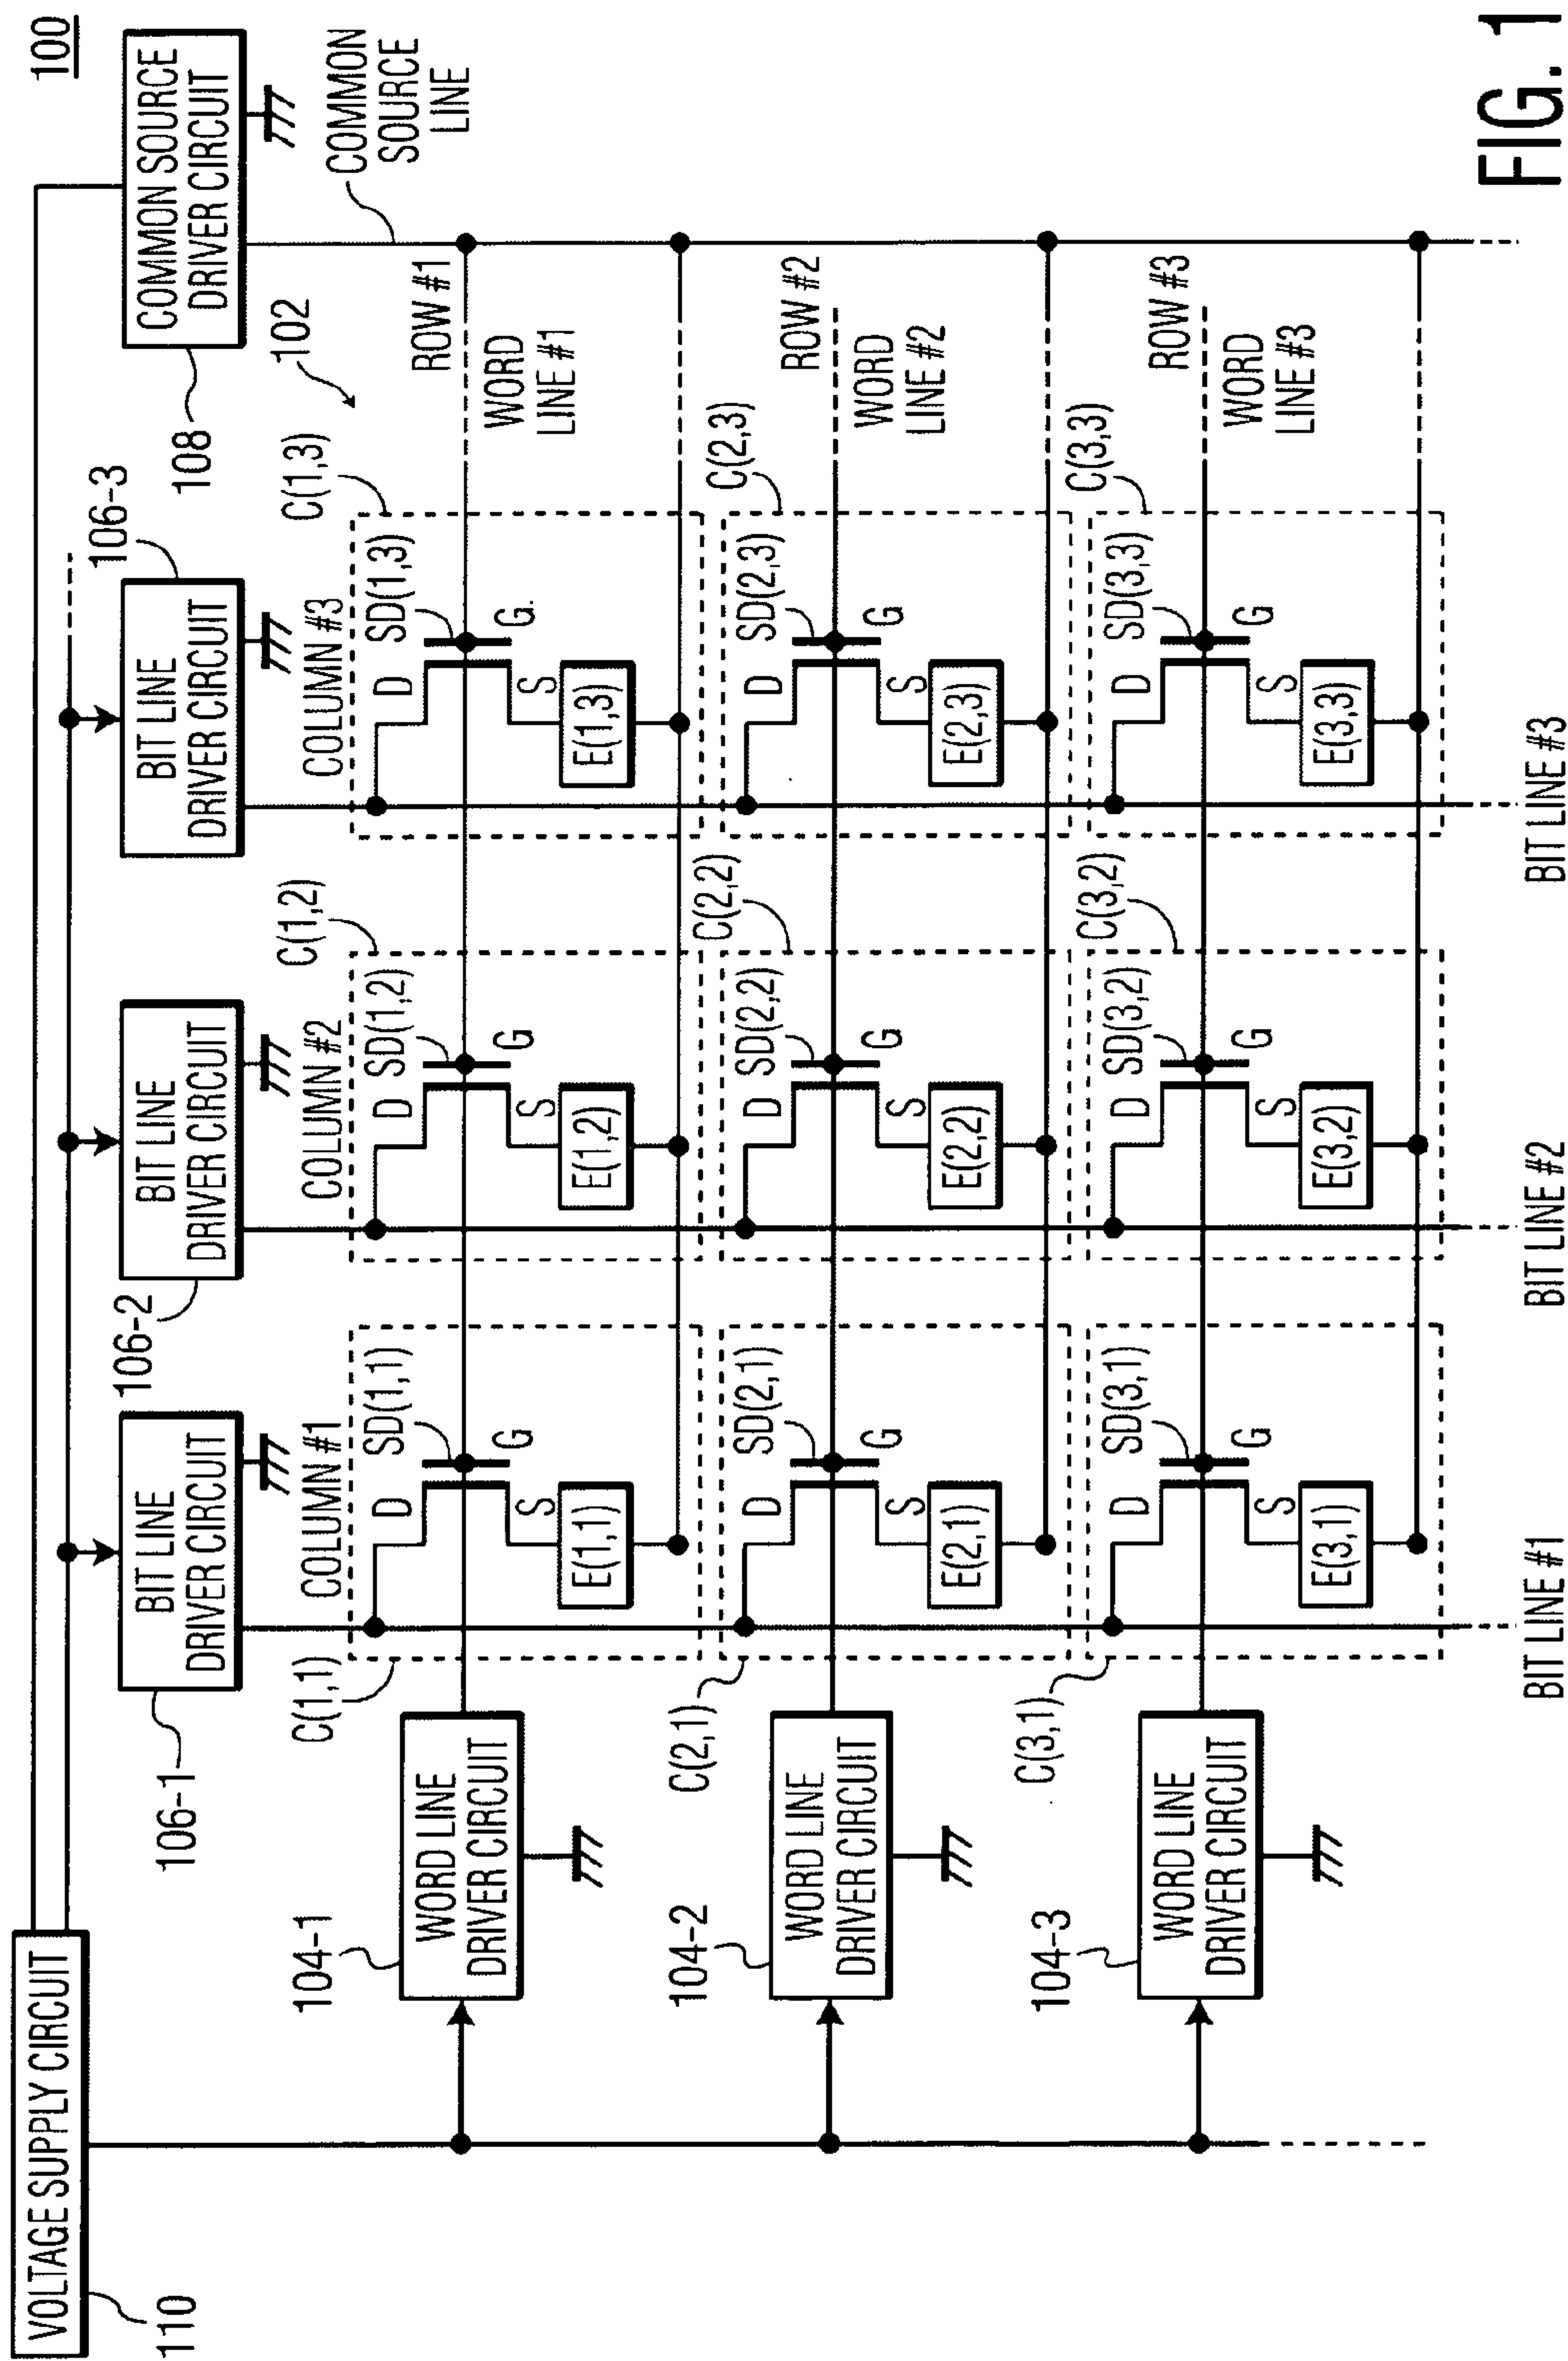 100
VOLTAGE SUPPLY CIRCUIT
110
BIT LINE
DRIVER CIRCUIT
106-1
BIT LINE
DRIVER CIRCUIT
106-2
BIT LINE
DRIVER CIRCUIT
106-3
COMMON SOURCE
DRIVER CIRCUIT
108
COMMON
SOURCE
LINE
102
COLUMN #1
COLUMN #2
COLUMN #3
104-1
WORD LINE
DRIVER CIRCUIT
C(1,1)
SD(1,1)
D
G
S
E(1,1)
C(1,2)
SD(1,2)
D
G
S
E(1,2)
C(1,3)
SD(1,3)
D
G.
S
E(1,3)
ROW #1
WORD
LINE #1
104-2
WORD LINE
DRIVER CIRCUIT
C(2,1)
SD(2,1)
D
G
S
E(2,1)
C(2,2)
SD(2,2)
D
G
S
E(2,2)
C(2,3)
SD(2,3)
D
G
S
E(2,3)
ROW #2
WORD
LINE #2
104-3
WORD LINE
DRIVER CIRCUIT
C(3,1)
SD(3,1)
D
G
S
E(3,1)
C(3,2)
SD(3,2)
D
G
S
E(3,2)
C(3,3)
SD(3,3)
D
G
S
E(3,3)
ROW #3
WORD
LINE #3
BIT LINE #1
BIT LINE #2
BIT LINE #3
FIG. 1